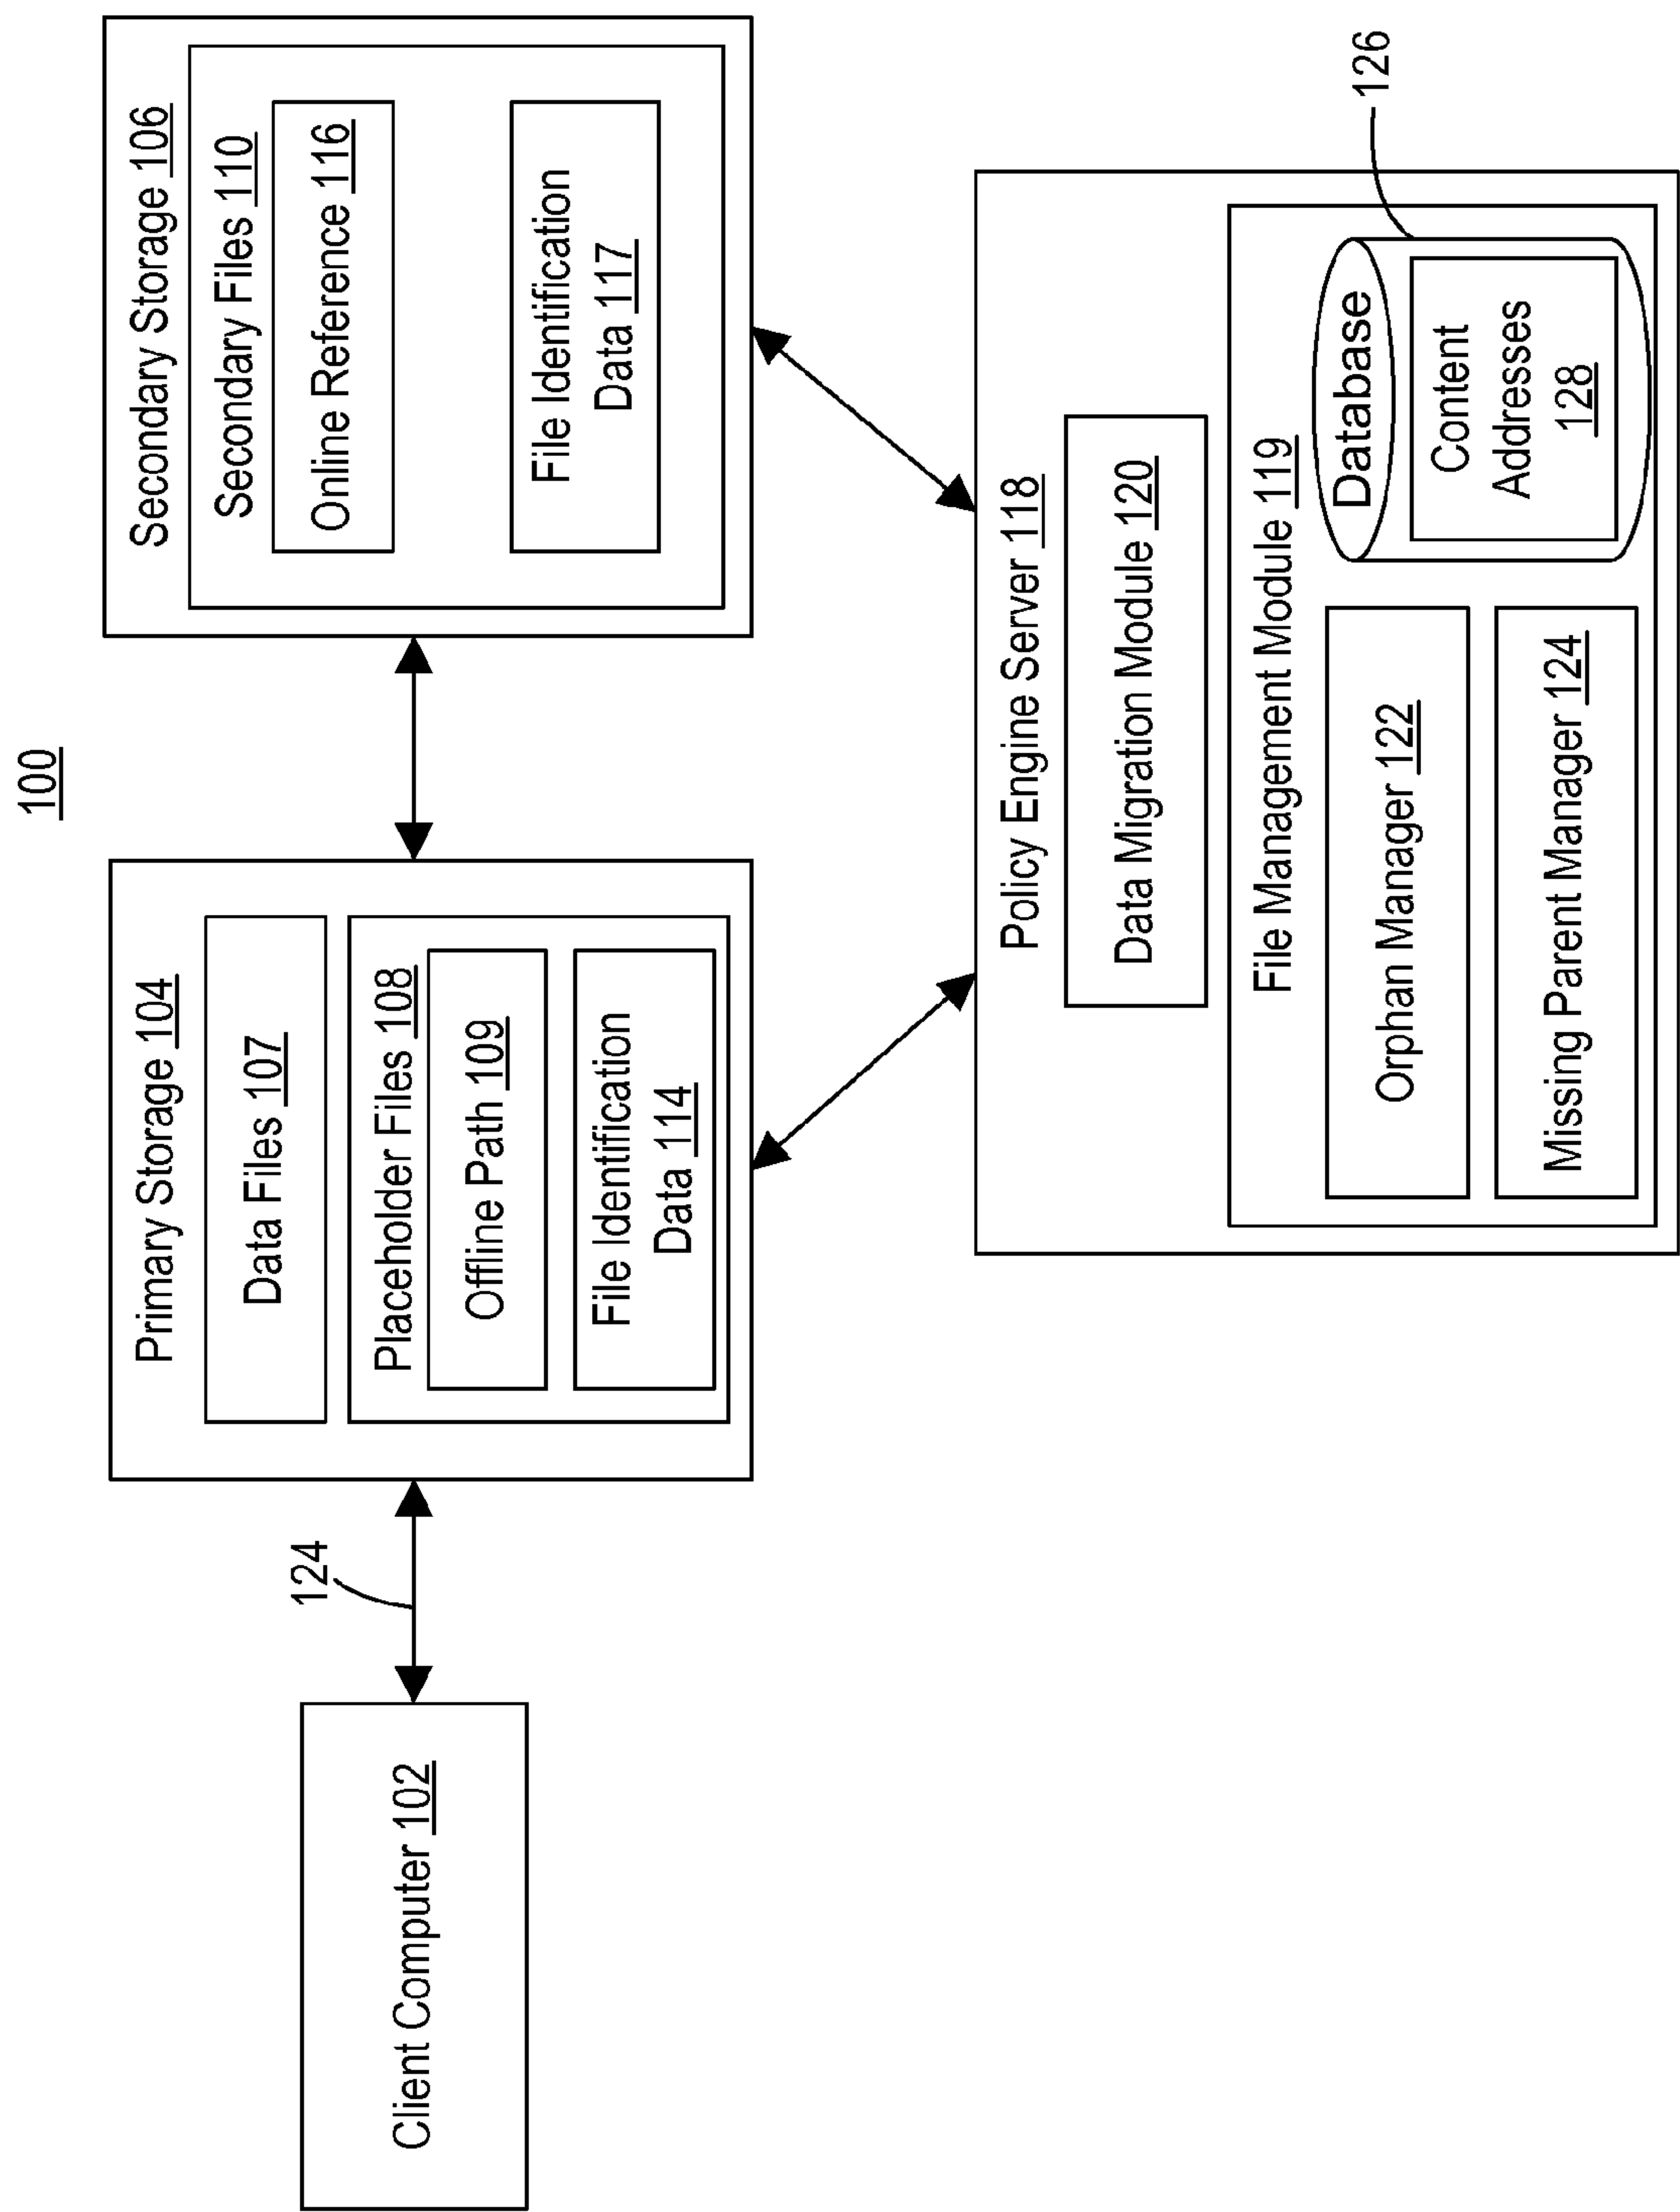 100
Client Computer 102
124
Primary Storage 104
Data Files 107
Placeholder Files 108
Offline Path 109
File Identification
Data 114
Secondary Storage 106
Secondary Files 110
Online Reference 116
File Identification
Data 117
Policy Engine Server 118
Data Migration Module 120
File Management Module 119
Orphan Manager 122
Missing Parent Manager 124
Database
Content
Addresses
128
126